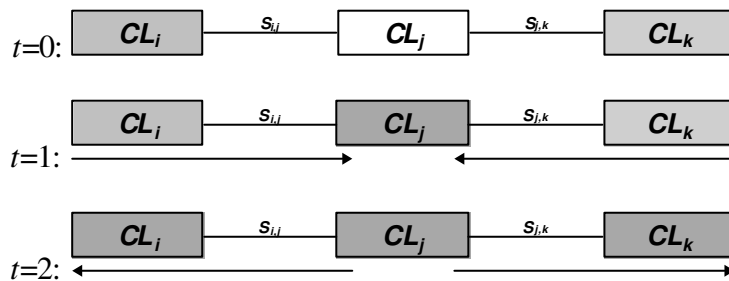 t=0: CLi Si,j CLj Sj,k CLk
t=1: CLi Si,j CLj Sj,k CLk
t=2: CLi Si,j CLj Sj,k CLk